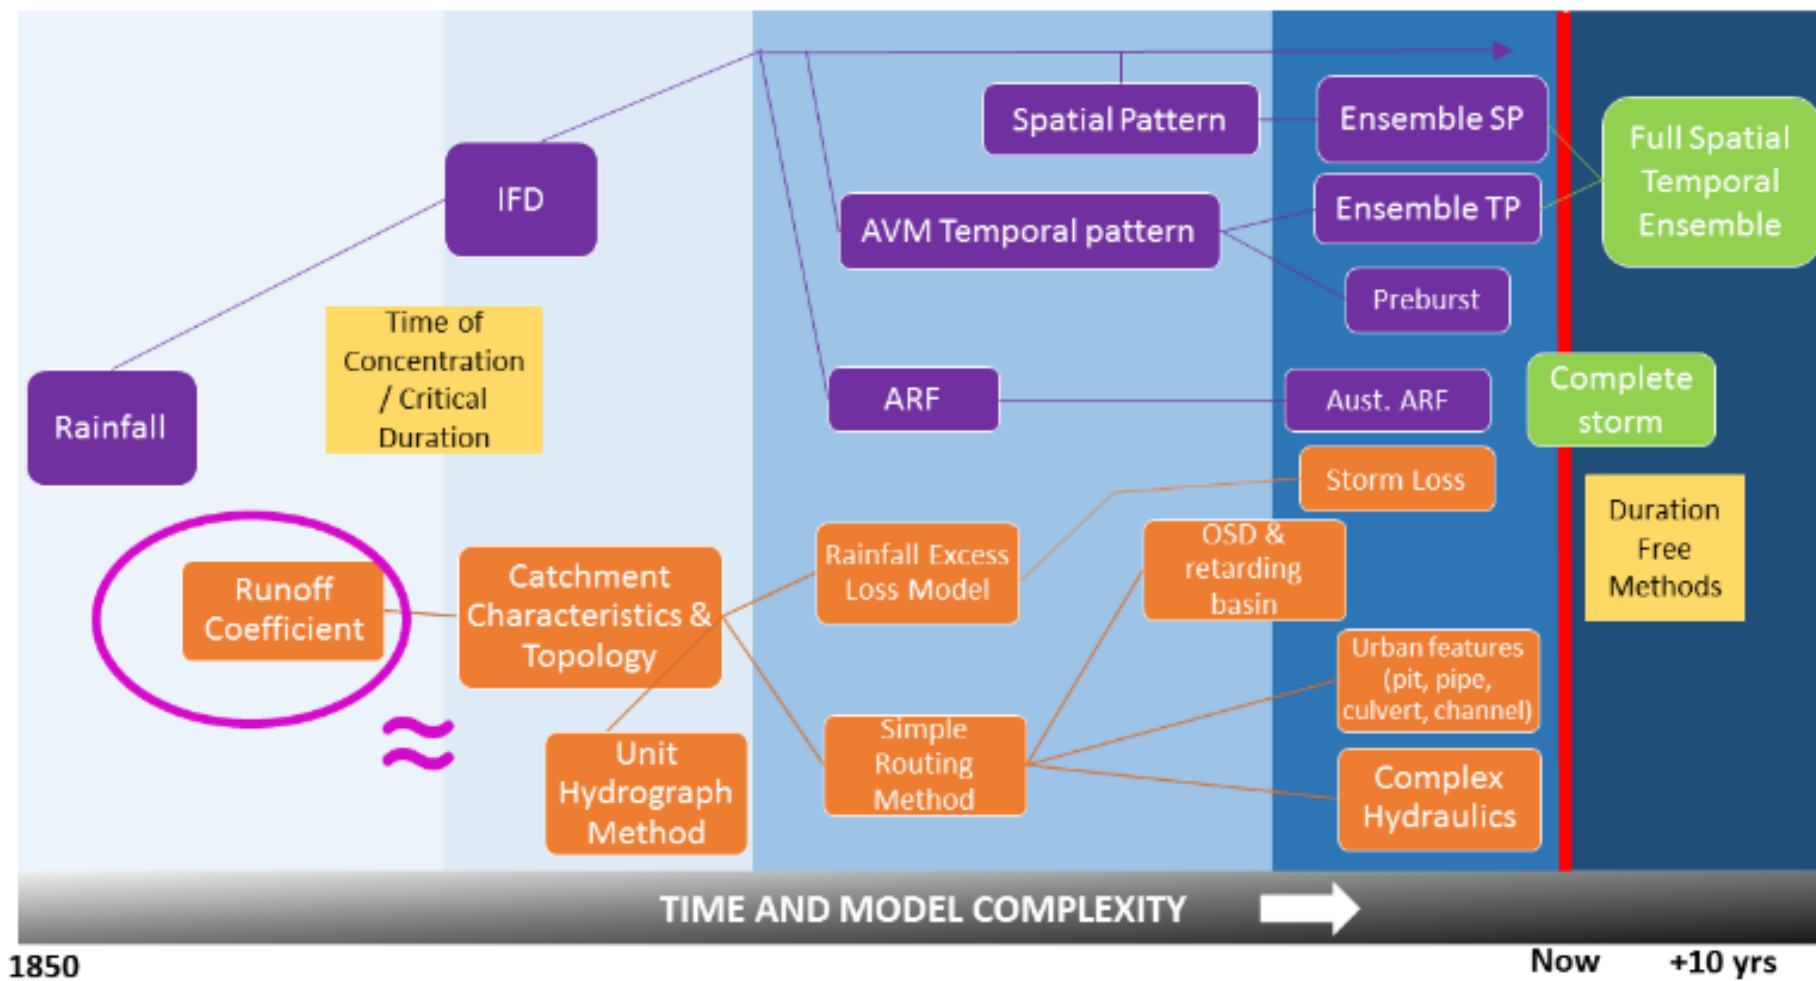 Spatial Pattern
Ensemble SP
Full Spatial
Temporal
Ensemble
IFD
AVM Temporal pattern
Ensemble TP
Preburst
Time of
Concentration
/ Critical
Duration
Rainfall
ARF
Aust. ARF
Complete
storm
Storm Loss
Runoff
Coefficient
Catchment
Characteristics &
Topology
Rainfall Excess
Loss Model
OSD &
retarding
basin
Duration
Free
Methods
Urban features
(pit, pipe,
culvert, channel)
Unit
Hydrograph
Method
Simple
Routing
Method
Complex
Hydraulics
≈
TIME AND MODEL COMPLEXITY
1850
Now
+10 yrs